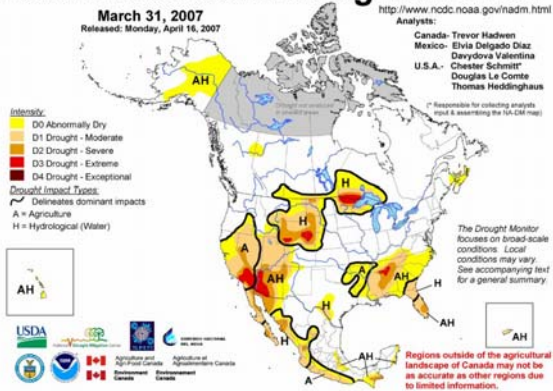 March 31, 2007
Released: Monday, April 16, 2007
http://www.ncdc.noaa.gov/nadm.html
Analysts:
Canada- Trevor Hadwen
Mexico- Elvia Delgado Díaz
Davydova Valentina
U.S.A.- Chester Schmitt*
Douglas Le Comte
Thomas Heddinghaus
(* Responsible for collecting analysts
input & assembling the NA-DM map)
Intensity:
D0 Abnormally Dry
D1 Drought - Moderate
D2 Drought - Severe
D3 Drought - Extreme
D4 Drought - Exceptional
Drought Impact Types:
Delineates dominant impacts
A = Agriculture
H = Hydrological (Water)
AH
H
H
A
AH
A
AH
H
AH
H
H
A
AH
AH
AH
The Drought Monitor
focuses on broad-scale
conditions. Local
conditions may vary.
See accompanying text
for a general summary.
Regions outside of the agricultural
landscape of Canada may not be
as accurate as other regions due
to limited information.
USDA
Agriculture and
Agri-Food Canada
Agriculture et
Agroalimentaire Canada
Environment
Canada
Environnement
Canada